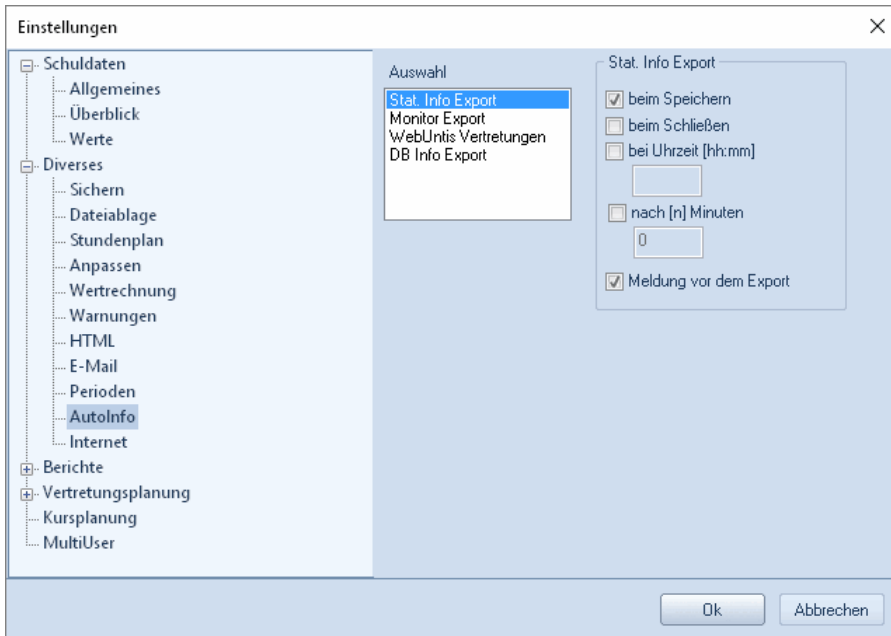 Einstellungen
Schuldaten
Allgemeines
Überblick
Werte
Diverses
Sichern
Dateiablage
Stundenplan
Anpassen
Wertrechnung
Warnungen
HTML
E-Mail
Perioden
AutoInfo
Internet
Berichte
Vertretungsplanung
Kursplanung
MultiUser
Auswahl
Stat. Info Export
Monitor Export
WebUntis Vertretungen
DB Info Export
Stat. Info Export
beim Speichern
beim Schließen
bei Uhrzeit [hh:mm]
nach [n] Minuten
0
Meldung vor dem Export
Ok
Abbrechen